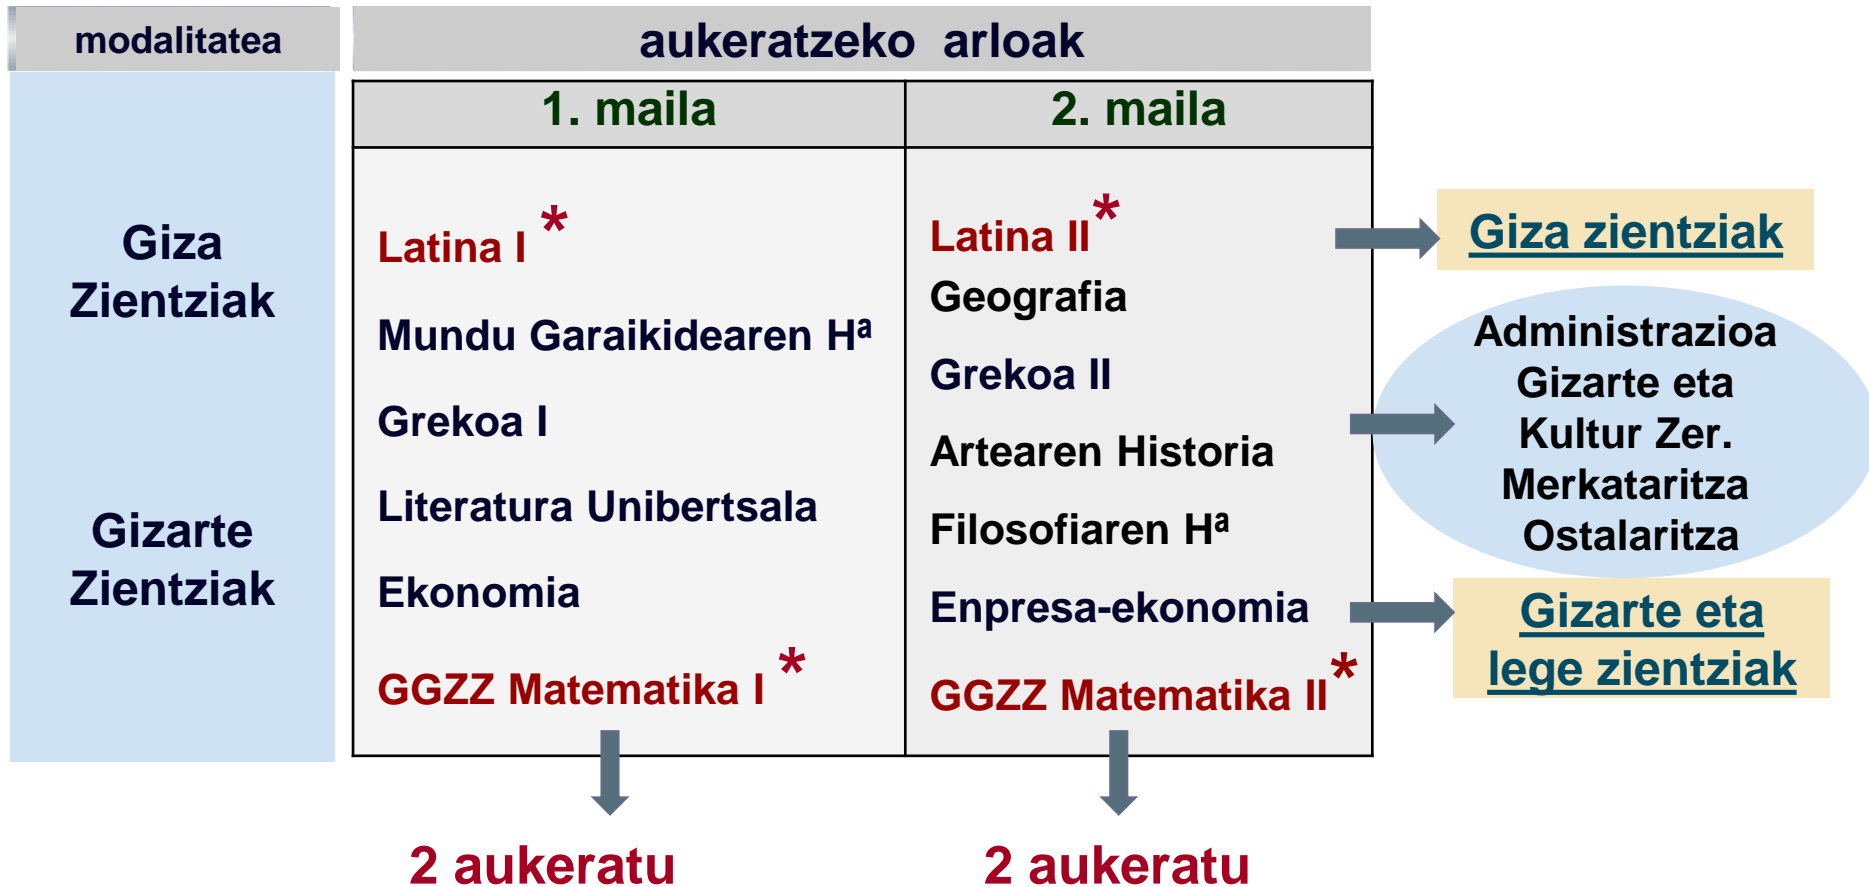 modalitatea
aukeratzeko arloak
1. maila
2. maila
Giza
Zientziak
Gizarte
Zientziak
Latina I *
Mundu Garaikidearen Hª
Grekoa I
Literatura Unibertsala
Ekonomia
GGZZ Matematika I *
Latina II *
Geografia
Grekoa II
Artearen Historia
Filosofiaren Hª
Enpresa-ekonomia
GGZZ Matematika II *
Giza zientziak
Administrazioa
Gizarte eta
Kultur Zer.
Merkataritza
Ostalaritza
Gizarte eta
lege zientziak
2 aukeratu
2 aukeratu